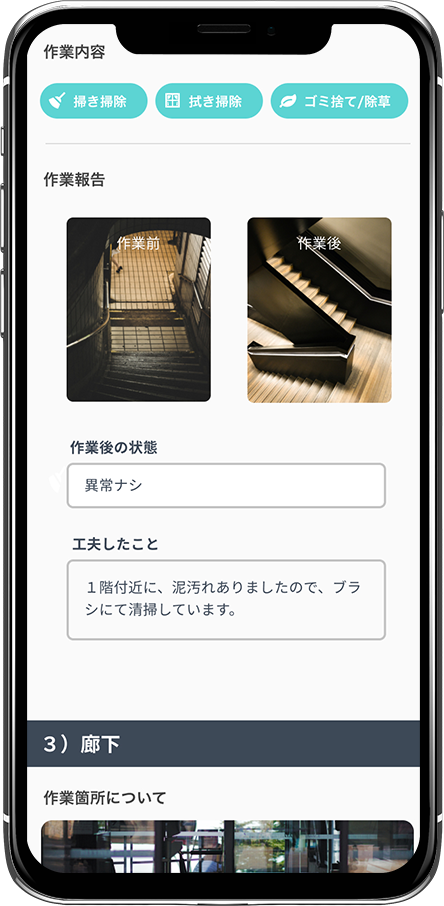 作業内容
掃き掃除
拭き掃除
ゴミ捨て/除草
作業報告
作業前
作業後
作業後の状態
異常ナシ
工夫したこと
１階付近に、泥汚れありましたので、ブラ
シにて清掃しています。
３）廊下
作業箇所について